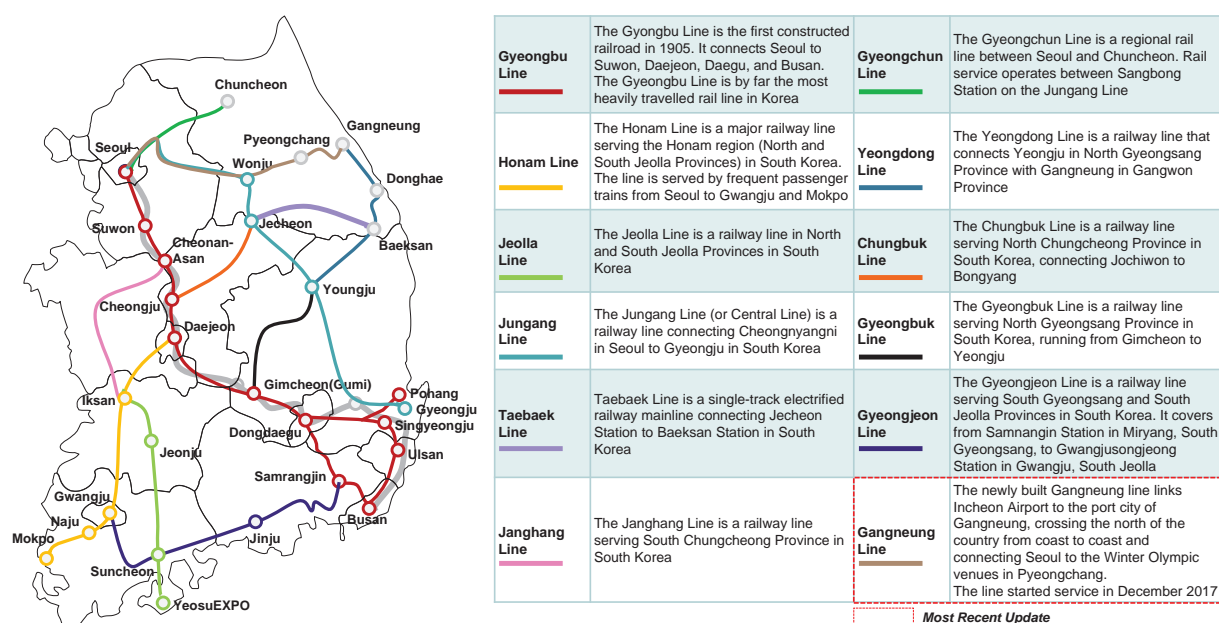 Chuncheon
Gangneung
Pyeongchang
Seoul
Wonju
Donghae
Suwon
Jecheon
Cheonan-
Asan
Baeksan
Cheongju
Youngju
Daejeon
Gimcheon(Gumi)
Pohang
Iksan
Gyeongju
Dongdaegu
Singyeongju
Jeonju
Ulsan
Samrangjin
Gwangju
Busan
Naju
Jinju
Mokpo
Suncheon
YeosuEXPO
Gyeongbu
Line
The Gyongbu Line is the first constructed
railroad in 1905. It connects Seoul to
Suwon, Daejeon, Daegu, and Busan.
The Gyeongbu Line is by far the most
heavily travelled rail line in Korea
Gyeongchun
Line
The Gyeongchun Line is a regional rail
line between Seoul and Chuncheon. Rail
service operates between Sangbong
Station on the Jungang Line
Honam Line
The Honam Line is a major railway line
serving the Honam region (North and
South Jeolla Provinces) in South Korea.
The line is served by frequent passenger
trains from Seoul to Gwangju and Mokpo
Yeongdong
Line
The Yeongdong Line is a railway line that
connects Yeongju in North Gyeongsang
Province with Gangneung in Gangwon
Province
Jeolla
Line
The Jeolla Line is a railway line in North
and South Jeolla Provinces in South
Korea
Chungbuk
Line
The Chungbuk Line is a railway line
serving North Chungcheong Province in
South Korea, connecting Jochiwon to
Bongyang
Jungang
Line
The Jungang Line (or Central Line) is a
railway line connecting Cheongnyangni
in Seoul to Gyeongju in South Korea
Gyeongbuk
Line
The Gyeongbuk Line is a railway line
serving North Gyeongsang Province in
South Korea, running from Gimcheon to
Yeongju
Taebaek
Line
Taebaek Line is a single-track electrified
railway mainline connecting Jecheon
Station to Baeksan Station in South
Korea
Gyeongjeon
Line
The Gyeongjeon Line is a railway line
serving South Gyeongsang and South
Jeolla Provinces in South Korea. It covers
from Samnangin Station in Miryang, South
Gyeongsang, to Gwangjusongjeong
Station in Gwangju, South Jeolla
Janghang
Line
The Janghang Line is a railway line
serving South Chungcheong Province in
South Korea
Gangneung
Line
The newly built Gangneung line links
Incheon Airport to the port city of
Gangneung, crossing the north of the
country from coast to coast and
connecting Seoul to the Winter Olympic
venues in Pyeongchang.
The line started service in December 2017
Most Recent Update